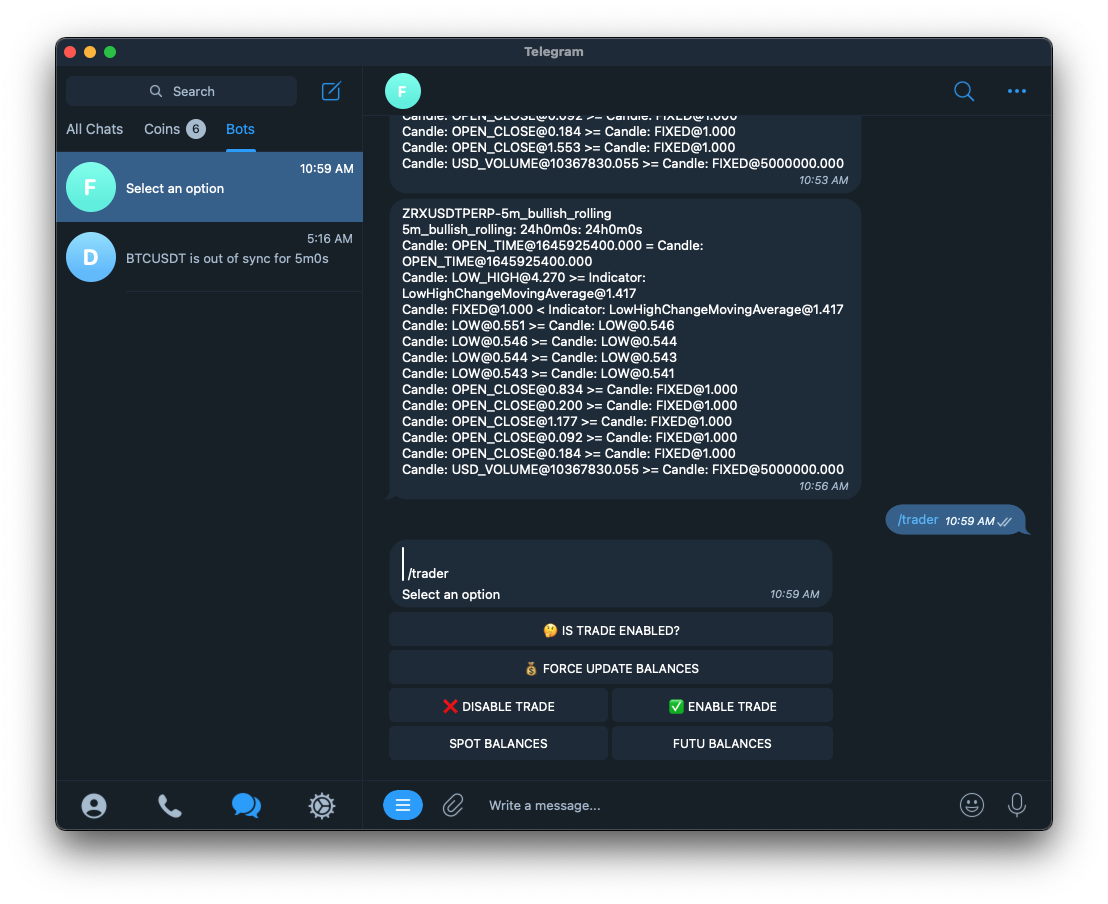 Telegram
Search
All Chats
Coins 6
Bots
F
10:59 AM
Select an option
D
5:16 AM
BTCUSDT is out of sync for 5m0s
F
Candle: OPEN_CLOSE@0.092 >= Candle: FIXED@1.000
Candle: OPEN_CLOSE@0.184 >= Candle: FIXED@1.000
Candle: OPEN_CLOSE@1.553 >= Candle: FIXED@1.000
Candle: USD_VOLUME@10367830.055 >= Candle: FIXED@5000000.000
10:53 AM
ZRXUSDTPERP-5m_bullish_rolling
5m_bullish_rolling: 24h0m0s: 24h0m0s
Candle: OPEN_TIME@1645925400.000 = Candle:
OPEN_TIME@1645925400.000
Candle: LOW_HIGH@4.270 >= Indicator:
LowHighChangeMovingAverage@1.417
Candle: FIXED@1.000 < Indicator: LowHighChangeMovingAverage@1.417
Candle: LOW@0.551 >= Candle: LOW@0.546
Candle: LOW@0.546 >= Candle: LOW@0.544
Candle: LOW@0.544 >= Candle: LOW@0.543
Candle: LOW@0.543 >= Candle: LOW@0.541
Candle: OPEN_CLOSE@0.834 >= Candle: FIXED@1.000
Candle: OPEN_CLOSE@0.200 >= Candle: FIXED@1.000
Candle: OPEN_CLOSE@1.177 >= Candle: FIXED@1.000
Candle: OPEN_CLOSE@0.092 >= Candle: FIXED@1.000
Candle: OPEN_CLOSE@0.184 >= Candle: FIXED@1.000
Candle: USD_VOLUME@10367830.055 >= Candle: FIXED@5000000.000
10:56 AM
/trader 10:59 AM
/trader
Select an option
10:59 AM
🤔 IS TRADE ENABLED?
💰 FORCE UPDATE BALANCES
❌ DISABLE TRADE
✅ ENABLE TRADE
SPOT BALANCES
FUTU BALANCES
Write a message...